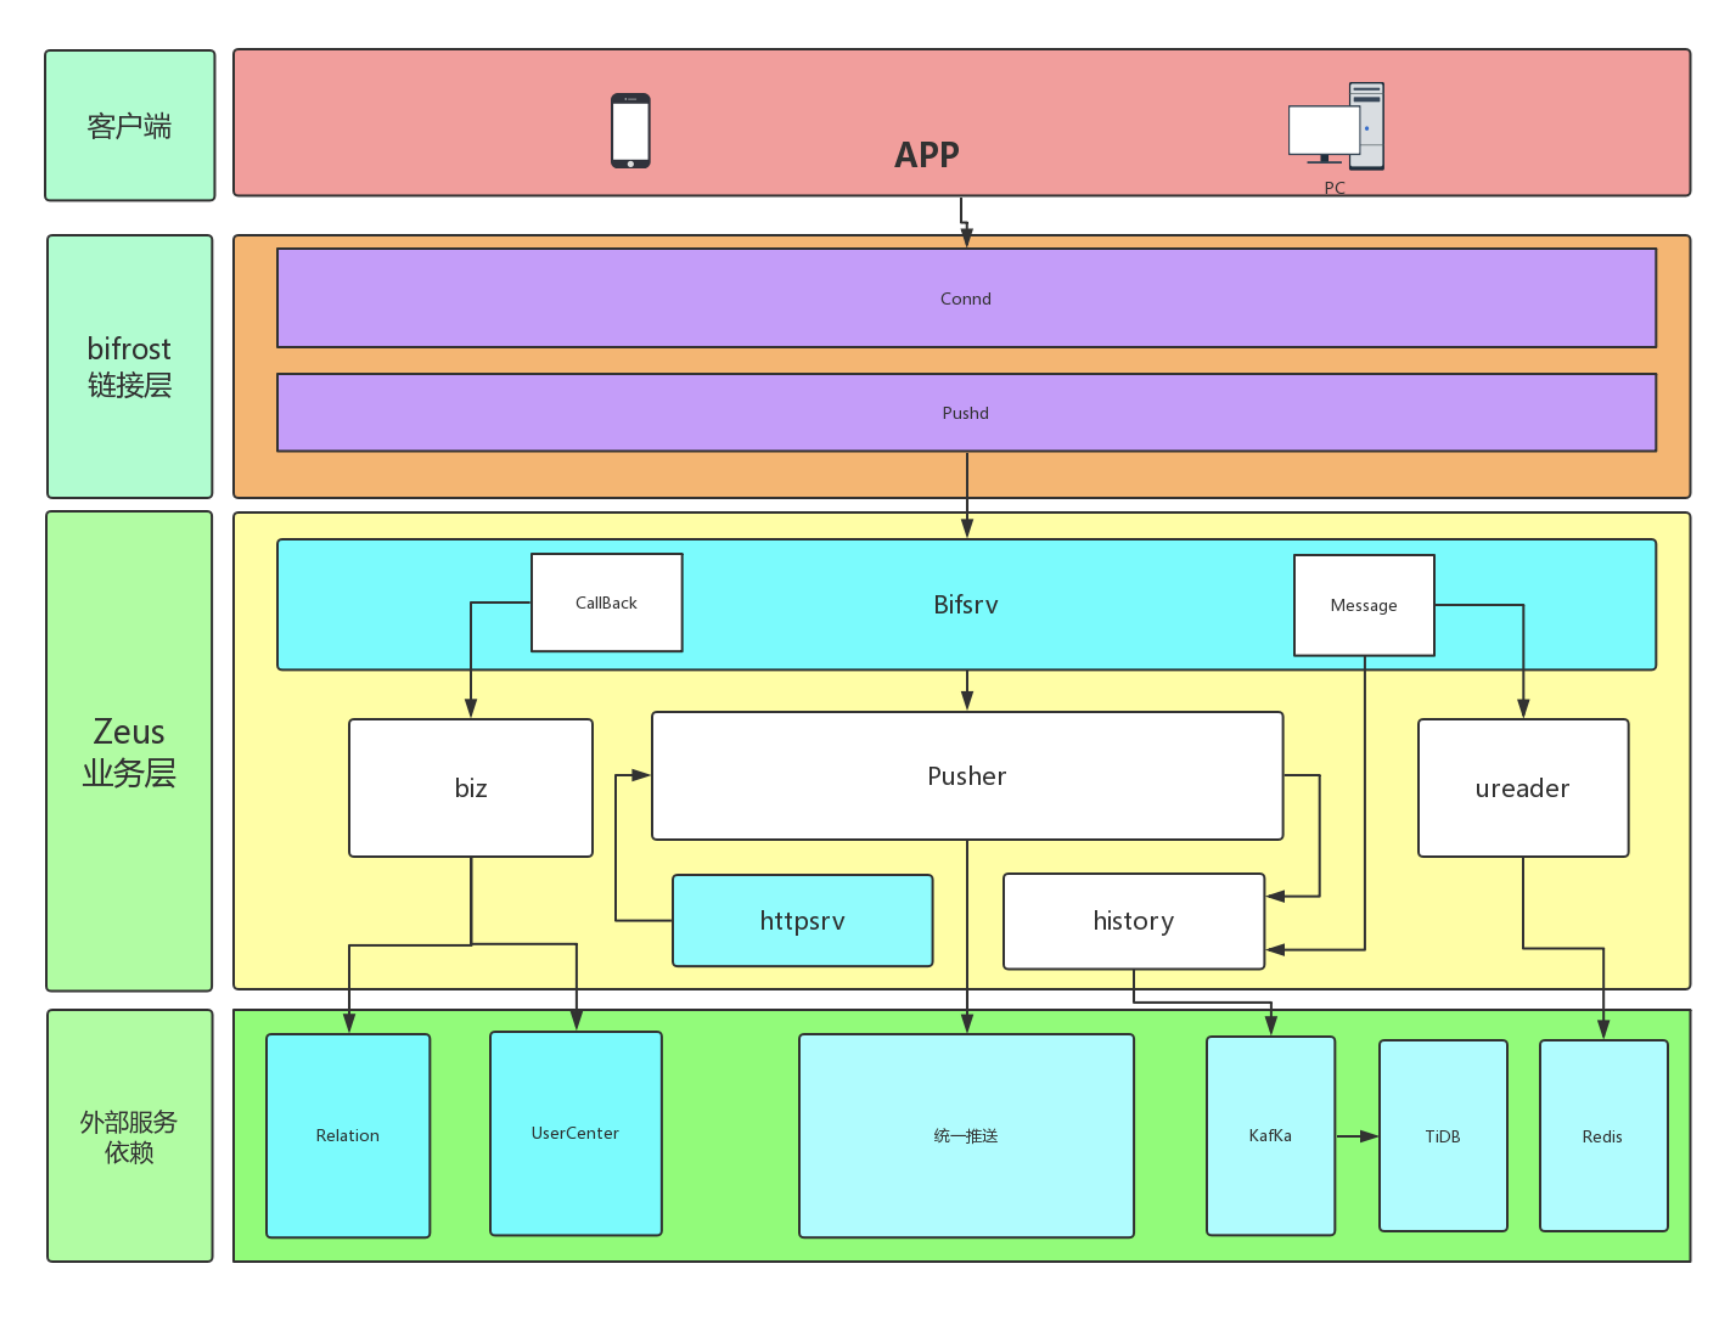 客户端
APP
PC
bifrost
链接层
Connd
Pushd
Zeus
业务层
CallBack
Bifsrv
Message
biz
Pusher
ureader
httpsrv
history
外部服务
依赖
Relation
UserCenter
统一推送
KafKa
TiDB
Redis